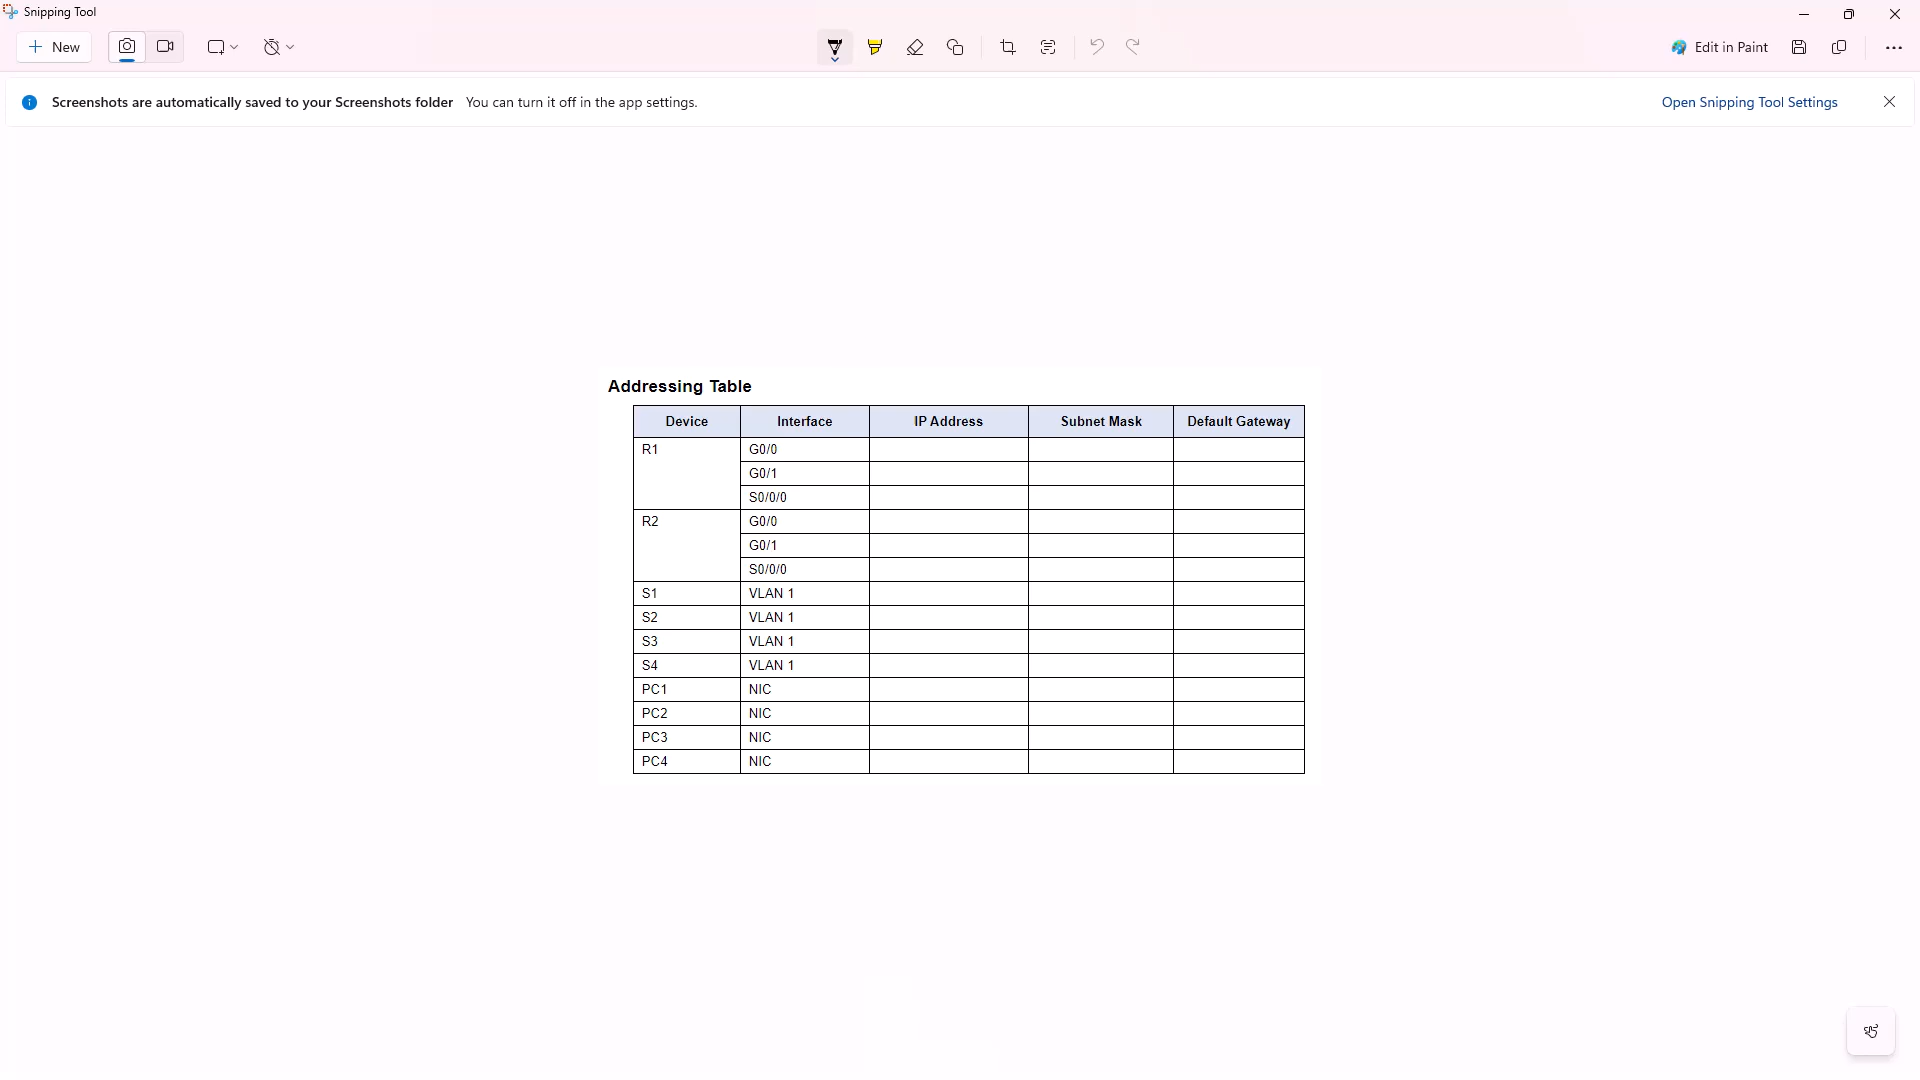 Snipping Tool
New
Edit in Paint
Screenshots are automatically saved to your Screenshots folder You can turn it off in the app settings. Open Snipping Tool Settings
Addressing Table
Device Interface IP Address Subnet Mask Default Gateway
R1 G0/0
G0/1
S0/0/0
R2 G0/0
G0/1
S0/0/0
S1 VLAN 1
S2 VLAN 1
S3 VLAN 1
S4 VLAN 1
PC1 NIC
PC2 NIC
PC3 NIC
PC4 NIC